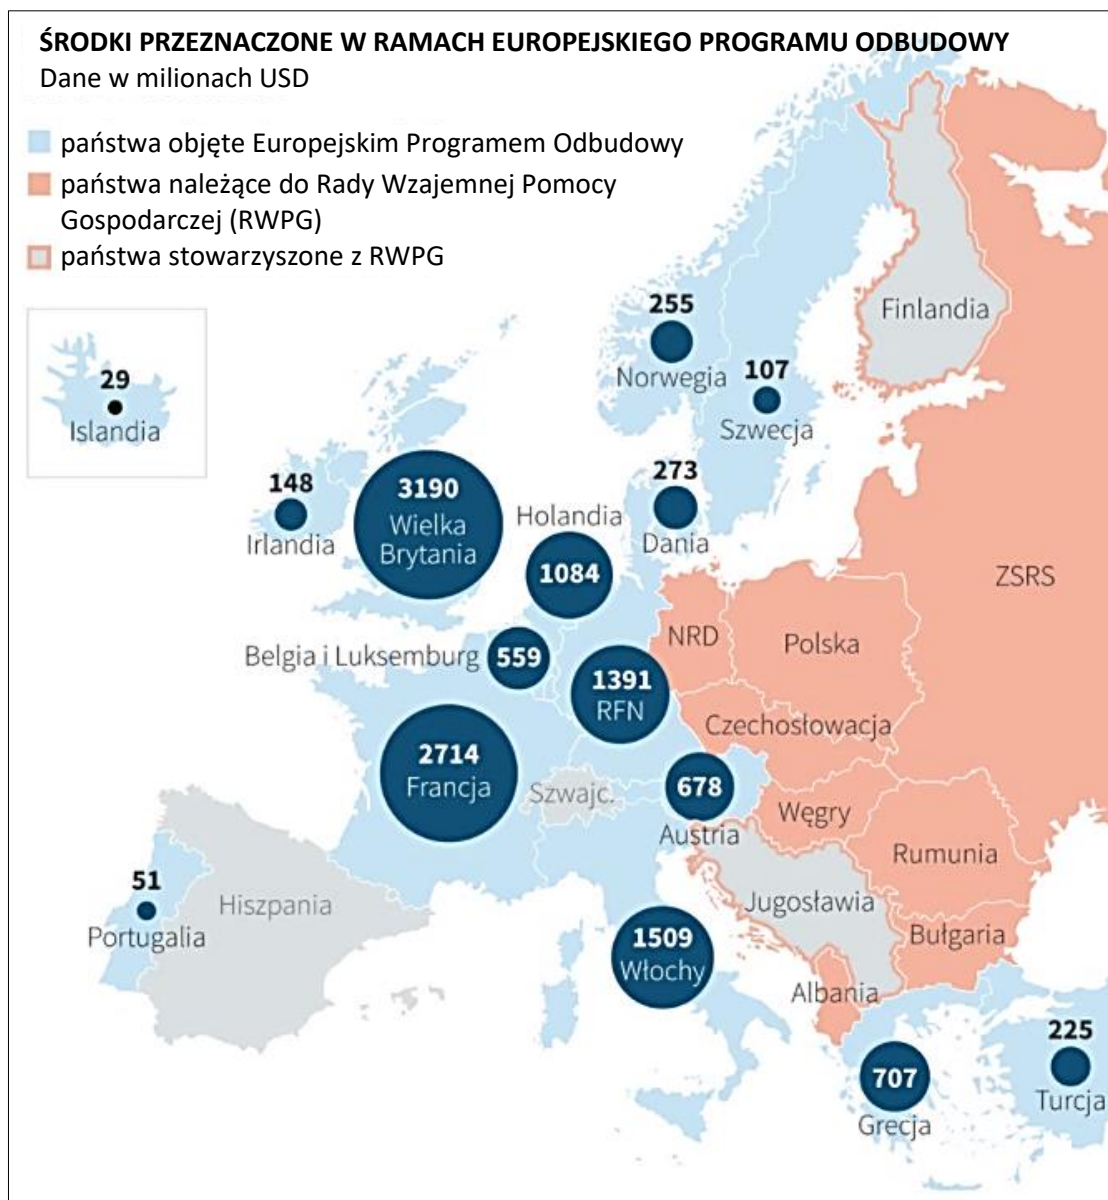 ŚRODKI PRZEZNACZONE W RAMACH EUROPEJSKIEGO PROGRAMU ODBUDOWY
Dane w milionach USD
państwa objęte Europejskim Programem Odbudowy
państwa należące do Rady Wzajemnej Pomocy
Gospodarczej (RWPG)
państwa stowarzyszone z RWPG
Finlandia
255
Norwegia
107
Szwecja
29
Islandia
148
Irlandia
3190
Wielka
Brytania
Holandia
1084
273
Dania
ZSRS
NRD
Polska
Belgia i Luksemburg
559
1391
RFN
Czechosłowacja
2714
Francja
Szwajc.
678
Austria
Węgry
Rumunia
51
Portugalia
Hiszpania
Jugosławia
Bułgaria
1509
Włochy
Albania
707
Grecja
225
Turcja